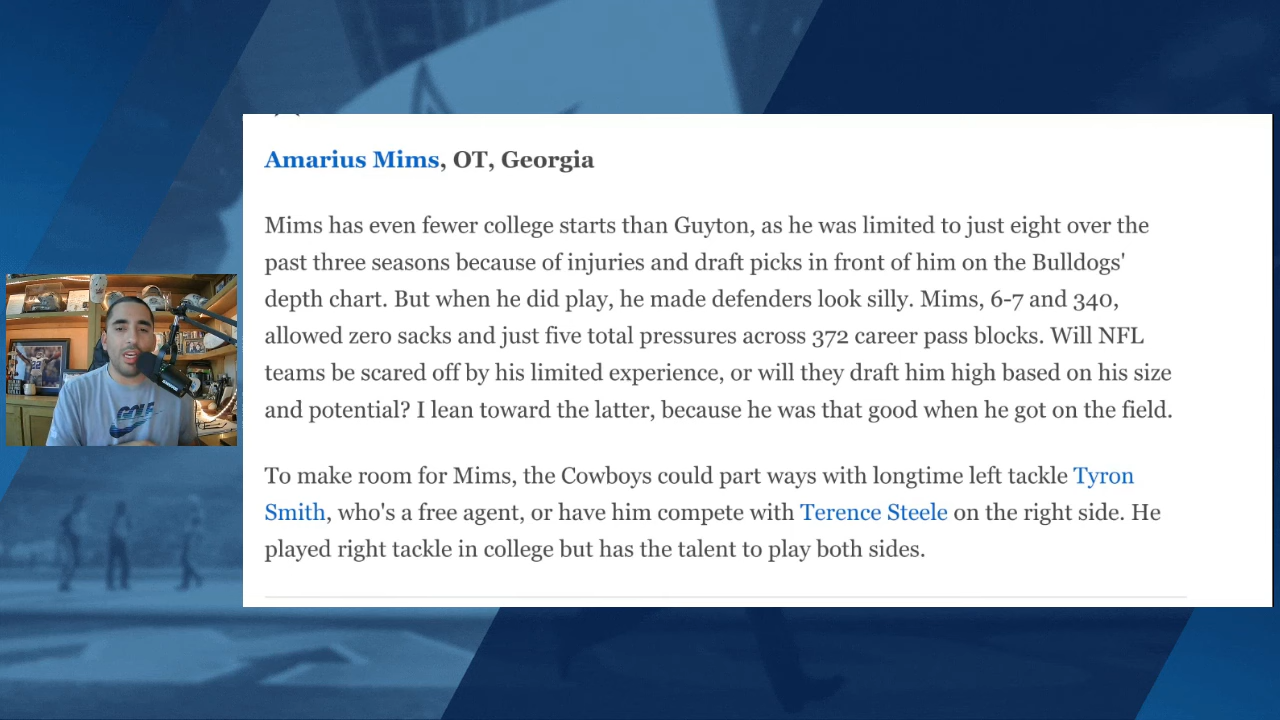 Amarius Mims, OT, Georgia
Mims has even fewer college starts than Guyton, as he was limited to just eight over the
past three seasons because of injuries and draft picks in front of him on the Bulldogs'
depth chart. But when he did play, he made defenders look silly. Mims, 6-7 and 340,
allowed zero sacks and just five total pressures across 372 career pass blocks. Will NFL
teams be scared off by his limited experience, or will they draft him high based on his size
and potential? I lean toward the latter, because he was that good when he got on the field.
To make room for Mims, the Cowboys could part ways with longtime left tackle Tyron
Smith, who's a free agent, or have him compete with Terence Steele on the right side. He
played right tackle in college but has the talent to play both sides.
GOLF
22